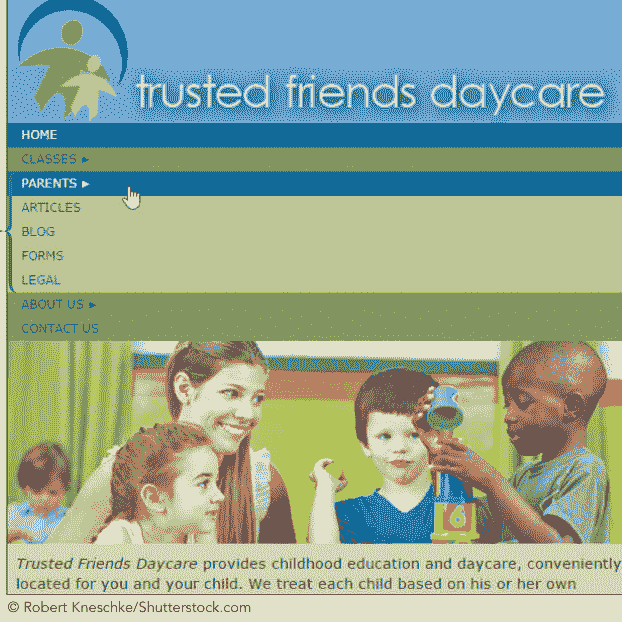 trusted friends daycare
HOME
CLASSES ▸
PARENTS ▸
ARTICLES
BLOG
FORMS
LEGAL
ABOUT US ▸
CONTACT US
6
Trusted Friends Daycare provides childhood education and daycare, conveniently
located for you and your child. We treat each child based on his or her own
© Robert Kneschke/Shutterstock.com